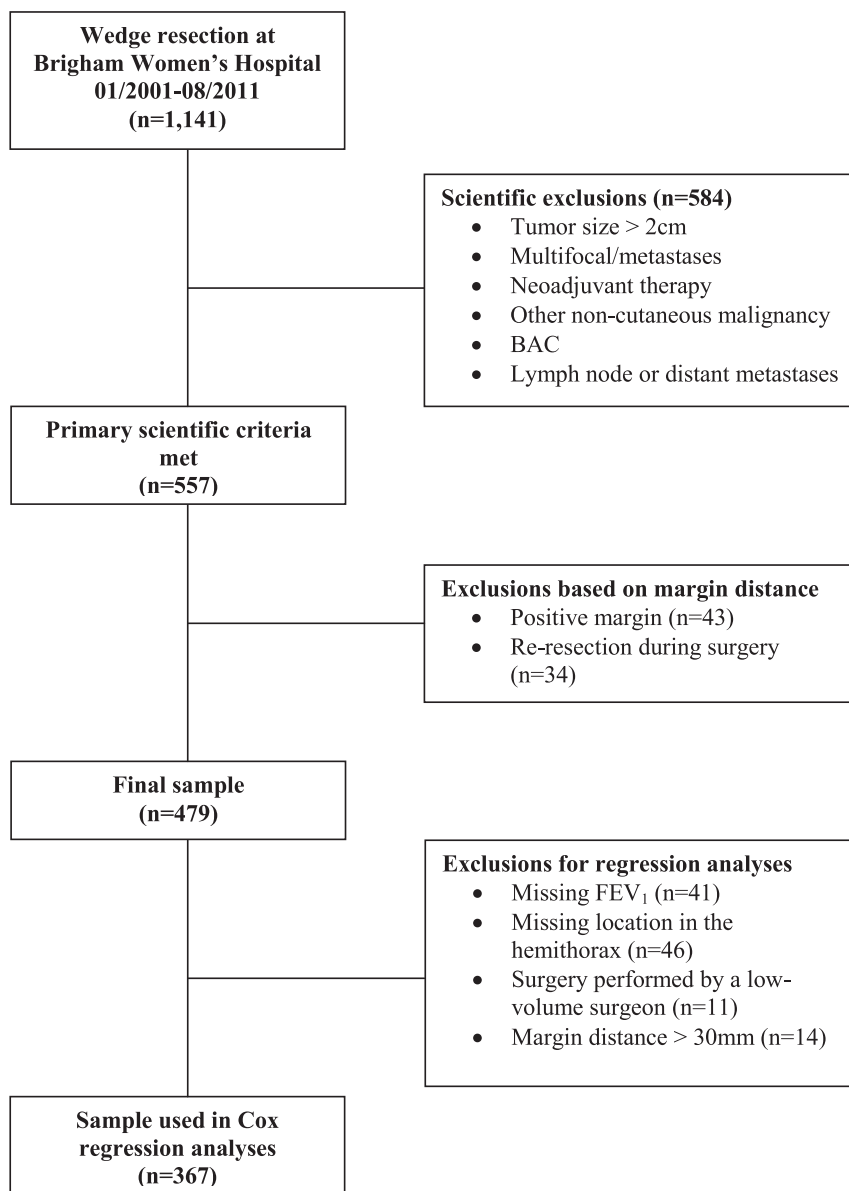 Wedge resection at
Brigham Women's Hospital
01/2001-08/2011
(n=1,141)
Scientific exclusions (n=584)
• Tumor size > 2cm
• Multifocal/metastases
• Neoadjuvant therapy
• Other non-cutaneous malignancy
• BAC
• Lymph node or distant metastases
Primary scientific criteria
met
(n=557)
Exclusions based on margin distance
• Positive margin (n=43)
• Re-resection during surgery
(n=34)
Final sample
(n=479)
Exclusions for regression analyses
• Missing FEV₁ (n=41)
• Missing location in the
hemithorax (n=46)
• Surgery performed by a low-
volume surgeon (n=11)
• Margin distance > 30mm (n=14)
Sample used in Cox
regression analyses
(n=367)